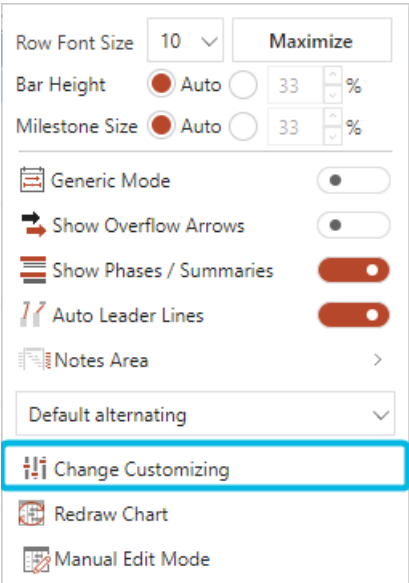 Row Font Size 10 Maximize
Bar Height Auto 33 %
Milestone Size Auto 33 %
Generic Mode
Show Overflow Arrows
Show Phases / Summaries
Auto Leader Lines
Notes Area
Default alternating
Change Customizing
Redraw Chart
Manual Edit Mode